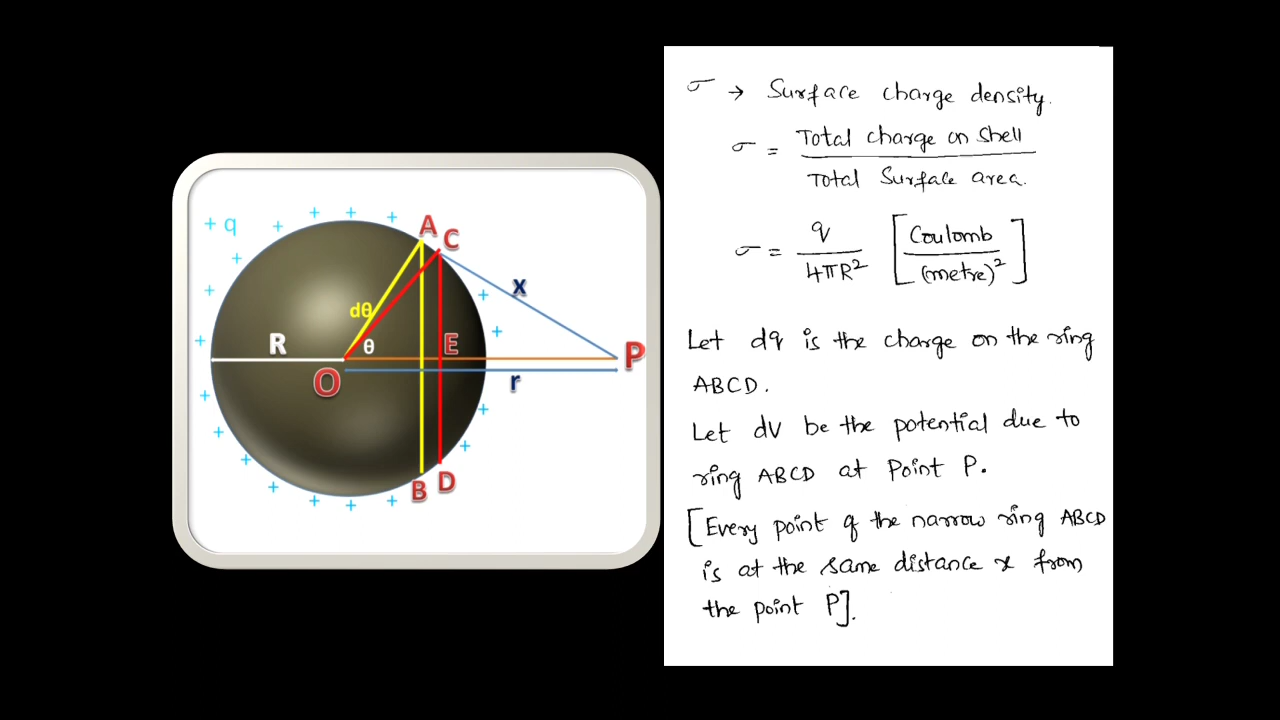 + q
A
C
x
dθ
R
θ
E
P
O
r
B
D
σ → Surface charge density.
σ = Total charge on shell
Total Surface area.
σ = q / 4πR² [Coulomb / (metre)²]
Let dq is the charge on the ring
ABCD.
Let dV be the potential due to
ring ABCD at point P.
[Every point of the narrow ring ABCD
is at the same distance x from
the point P].